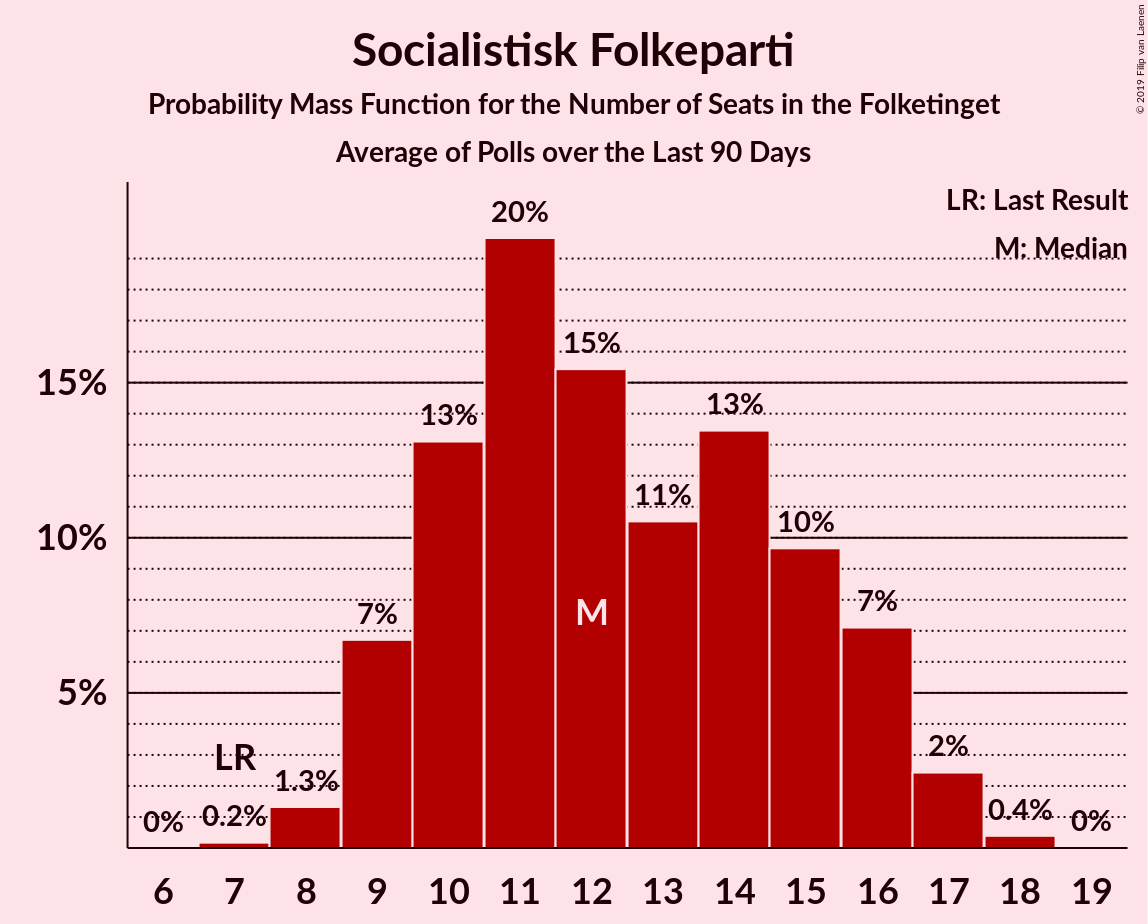 Socialistisk Folkeparti
Probability Mass Function for the Number of Seats in the Folketinget
Average of Polls over the Last 90 Days
© 2019 Filip van Laenen
LR: Last Result
M: Median
20%
15%
15%
13%
13%
11%
10%
10%
7%
7%
M
5%
LR
2%
1.3%
0.2%
0.4%
0%
0%
6 7 8 9 10 11 12 13 14 15 16 17 18 19